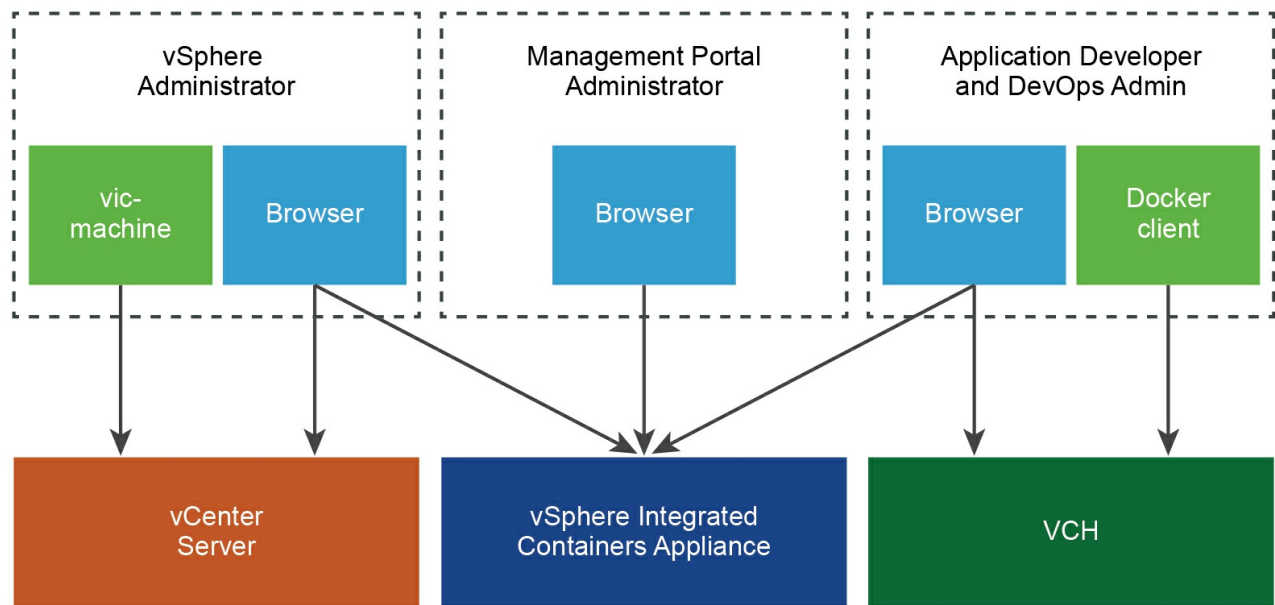 vSphere
Administrator
Management Portal
Administrator
Application Developer
and DevOps Admin
vic-
machine
Browser
Browser
Browser
Docker
client
vCenter
Server
vSphere Integrated
Containers Appliance
VCH